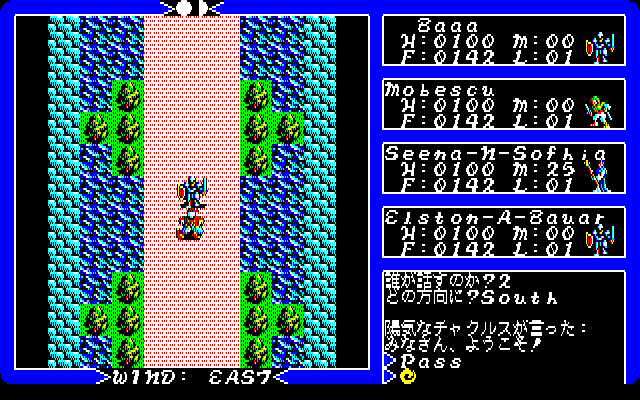 Baaa
H:0100 M:00
F:0142 L:01
Mobescu
H:0100 M:00
F:0142 L:01
Seena-N-Sofhia
H:0100 M:25
F:0142 L:01
Elston-A-Bavar
H:0100 M:00
F:0142 L:01
誰が話すのか?2
どの方向に?South
陽気なチャクルスが言った:
みなさん、ようこそ!
Pass
WIND: EAST